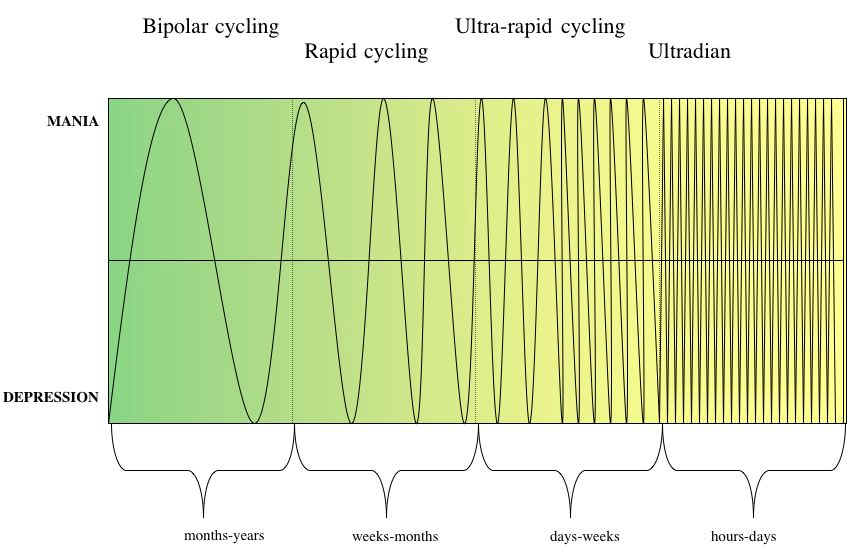 Bipolar cycling
Ultra-rapid cycling
Rapid cycling
Ultradian
MANIA
DEPRESSION
months-years
weeks-months
days-weeks
hours-days